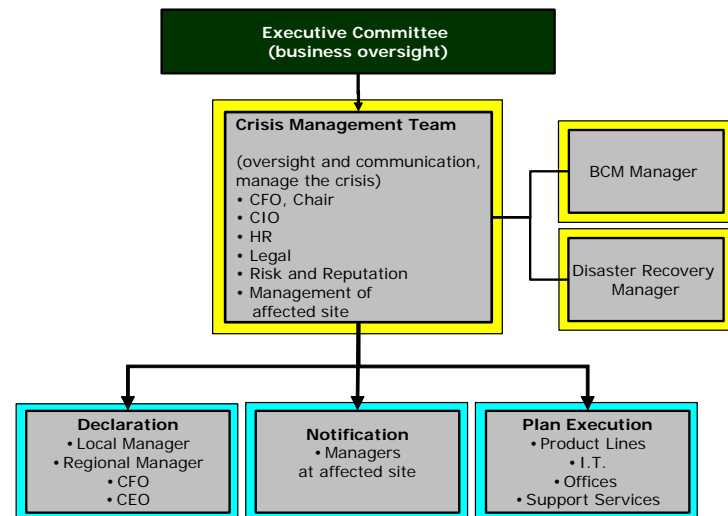 Executive Committee
(business oversight)
Crisis Management Team
(oversight and communication,
manage the crisis)
• CFO, Chair
• CIO
• HR
• Legal
• Risk and Reputation
• Management of
affected site
BCM Manager
Disaster Recovery
Manager
Declaration
• Local Manager
• Regional Manager
• CFO
• CEO
Notification
• Managers
at affected site
Plan Execution
• Product Lines
• I.T.
• Offices
• Support Services